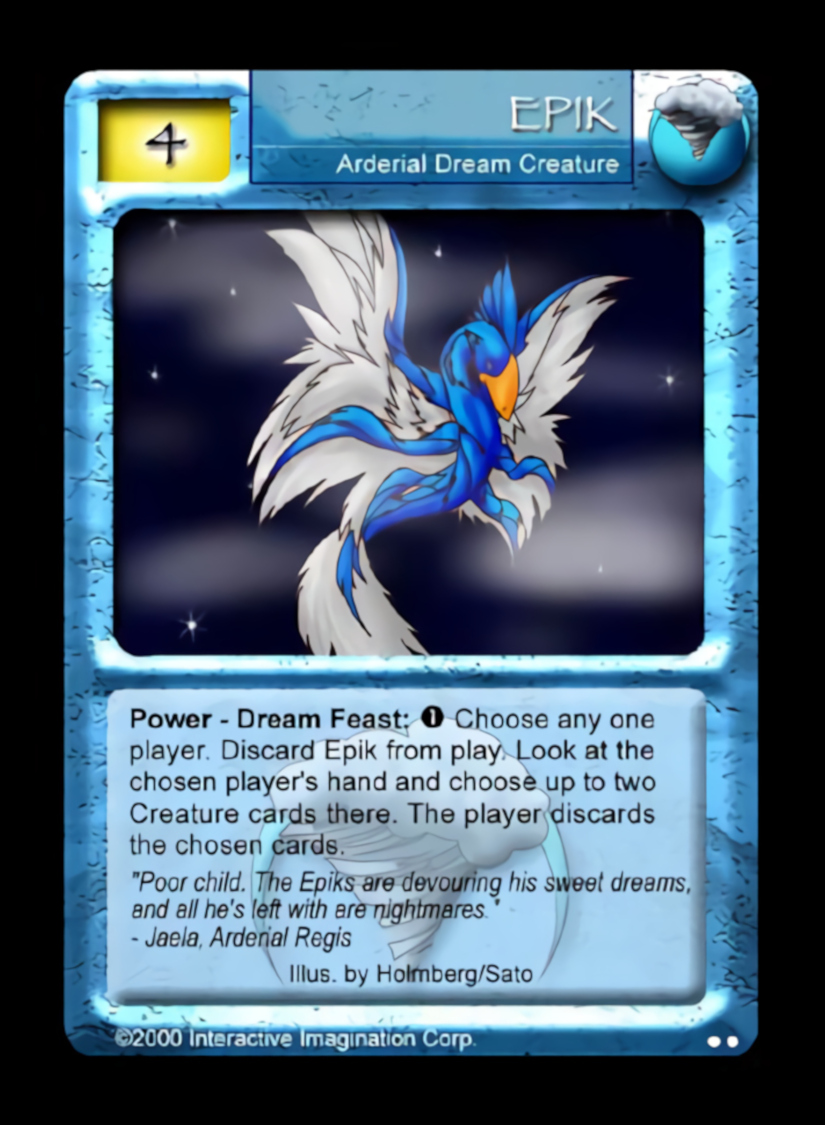 4
EPIK
Arderial Dream Creature
Power - Dream Feast: ❶ Choose any one
player. Discard Epik from play. Look at the
chosen player's hand and choose up to two
Creature cards there. The player discards
the chosen cards.
"Poor child. The Epiks are devouring his sweet dreams,
and all he's left with are nightmares."
- Jaela, Arderial Regis
Illus. by Holmberg/Sato
©2000 Interactive Imagination Corp.